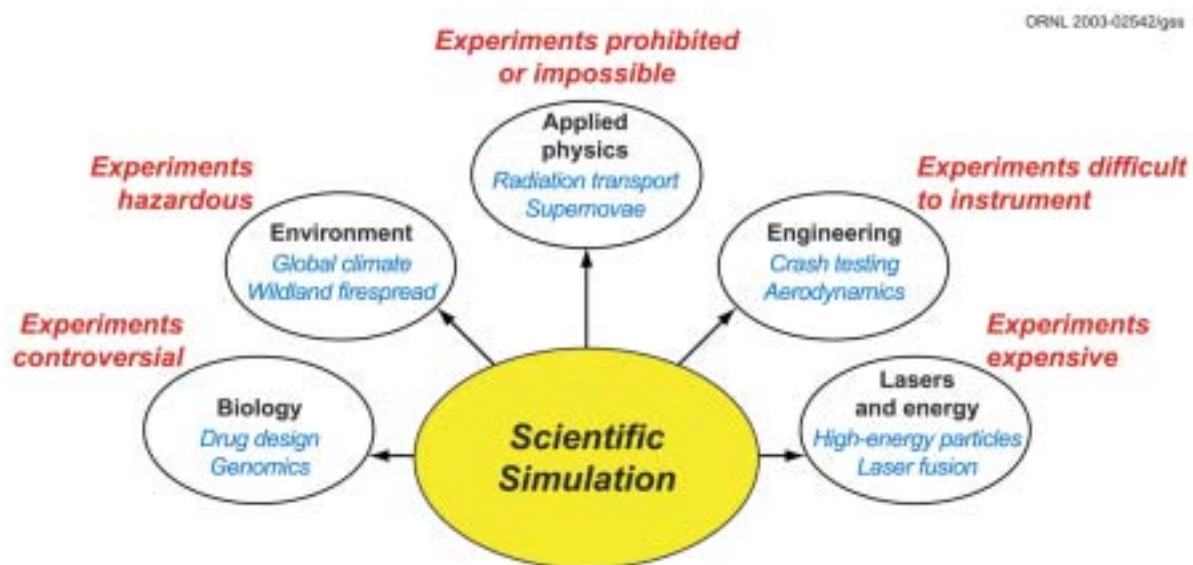 ORNL 2003-02542/gss
Experiments prohibited
or impossible
Applied
physics
Radiation transport
Supernovae
Experiments
hazardous
Environment
Global climate
Wildland firespread
Experiments difficult
to instrument
Engineering
Crash testing
Aerodynamics
Experiments
controversial
Biology
Drug design
Genomics
Experiments
expensive
Lasers
and energy
High-energy particles
Laser fusion
Scientific
Simulation